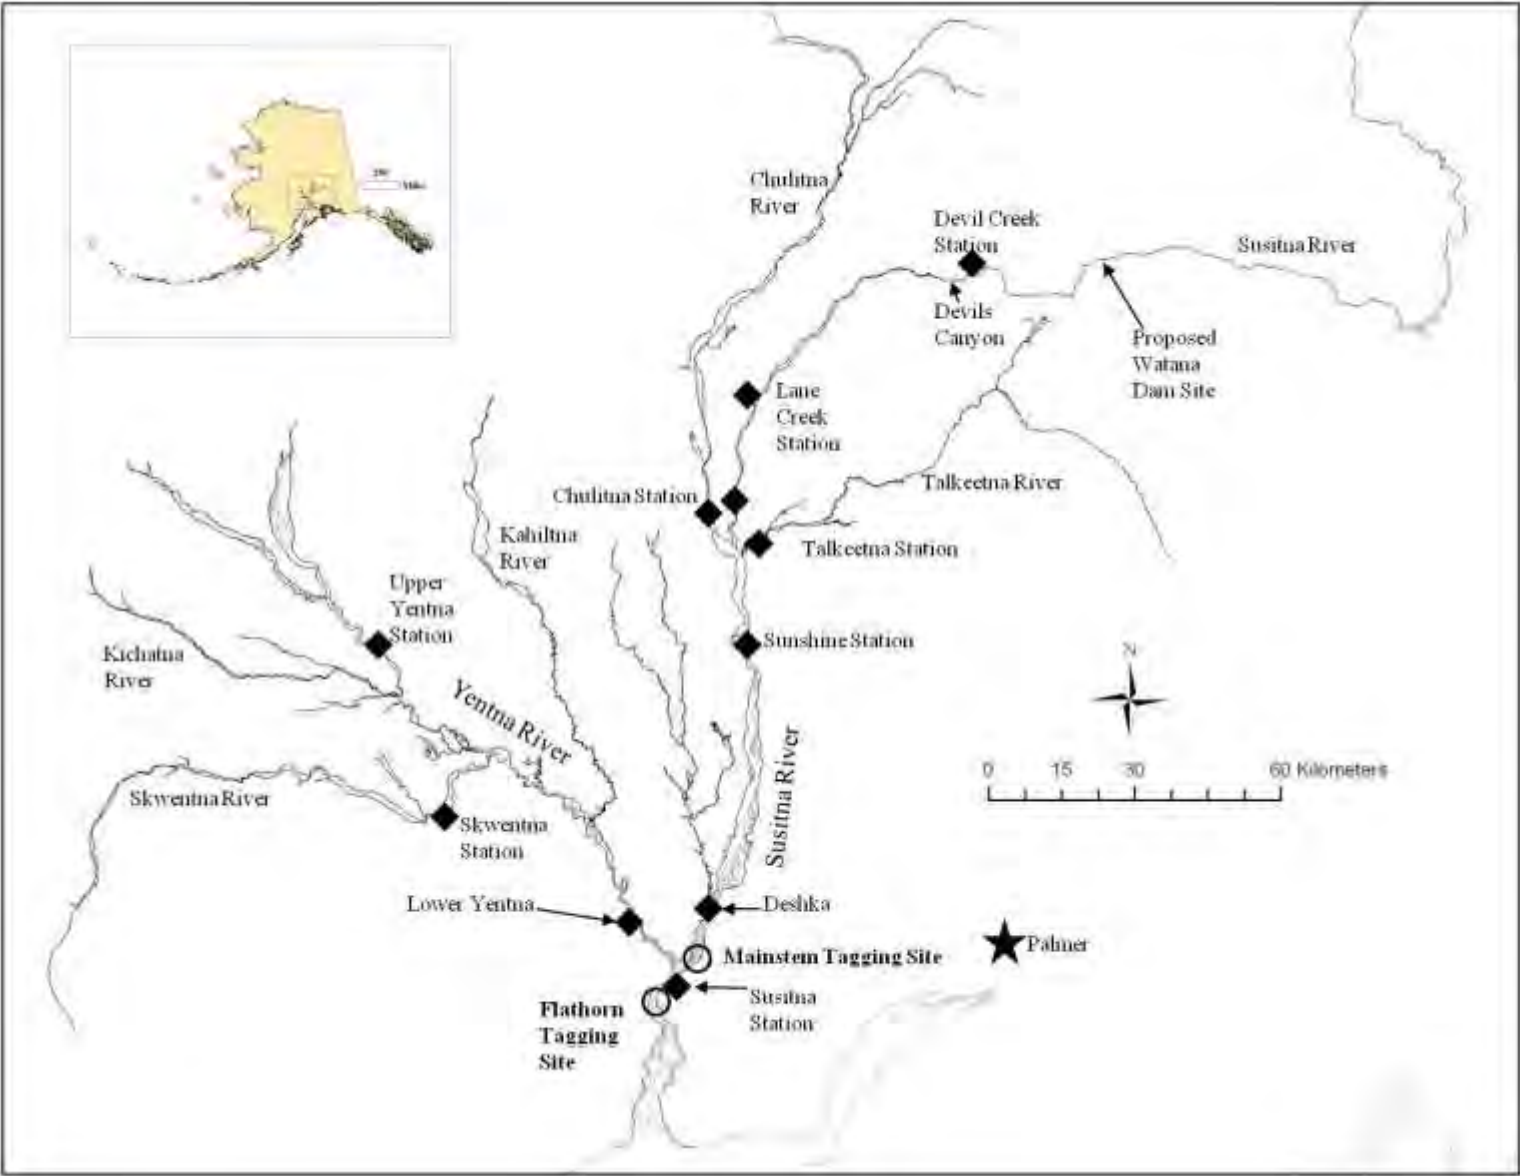 Chulitna
River
Devil Creek
Station
Susitna River
Devils
Canyon
Proposed
Watana
Dam Site
Lane
Creek
Station
Talkeetna River
Chulitna Station
Kahiltna
River
Talkeetna Station
Upper
Yentna
Station
Sunshine Station
Kichatna
River
N
Yentna River
Susitna River
0 15 30 60 Kilometers
Skwentna River
Skwentna
Station
Lower Yentna
Deshka
Palmer
Mainstem Tagging Site
Susitna
Station
Flathorn
Tagging
Site